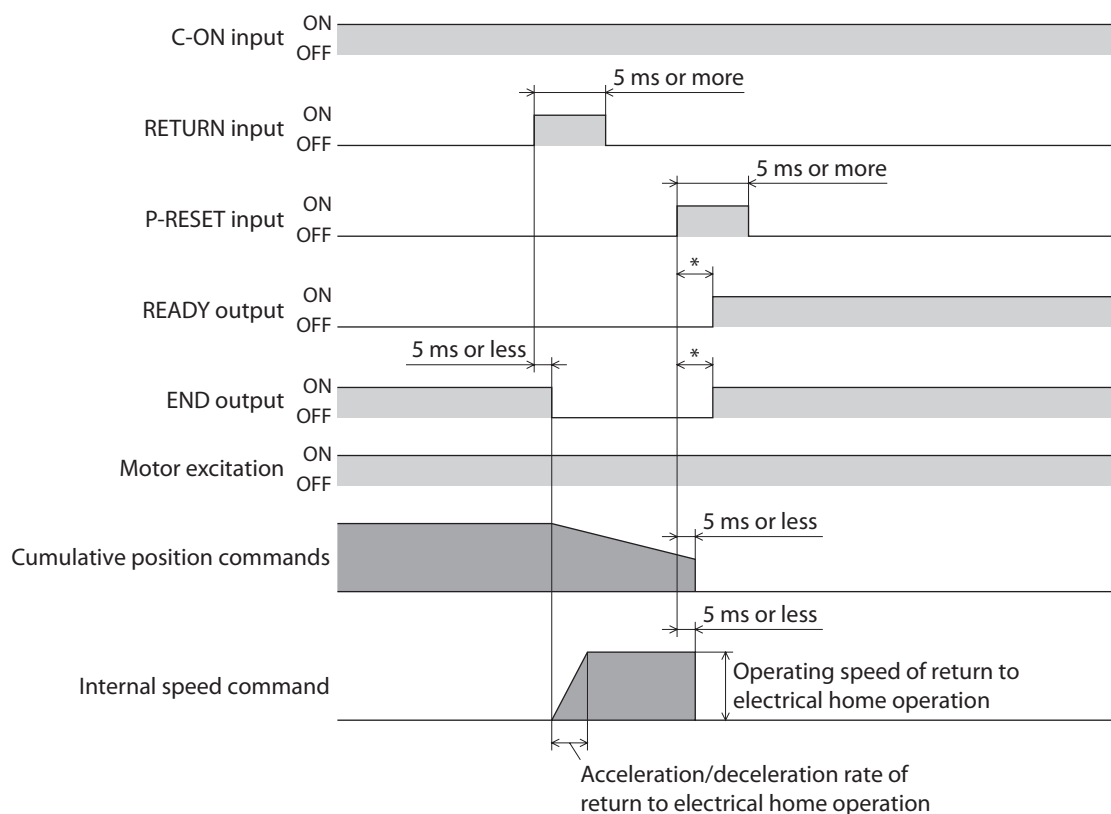 C-ON input
ON
OFF
5 ms or more
RETURN input
ON
OFF
5 ms or more
P-RESET input
ON
OFF
*
READY output
ON
OFF
5 ms or less
*
END output
ON
OFF
Motor excitation
ON
OFF
5 ms or less
Cumulative position commands
5 ms or less
Internal speed command
Operating speed of return to
electrical home operation
Acceleration/deceleration rate of
return to electrical home operation